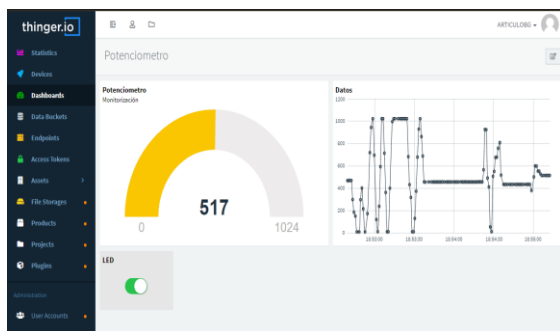 thinger.io
ARTICULOBG
Statistics
Devices
Dashboards
Data Buckets
Endpoints
Access Tokens
Assets
File Storages
Products
Projects
Plugins
Administration
User Accounts
Potenciometro
Potenciometro
Monitorización
517
0
1024
Datos
1200
1000
800
600
400
200
0
LED